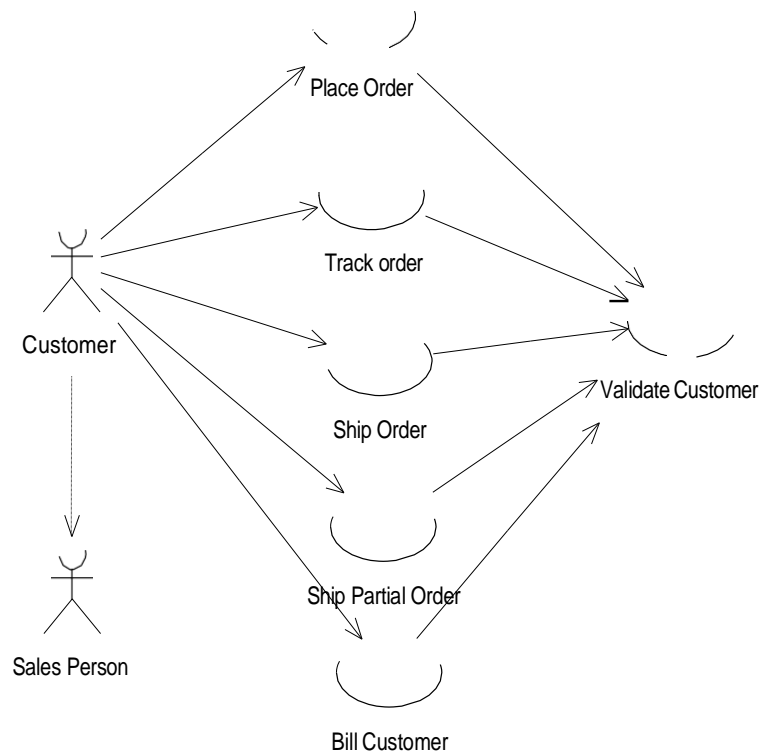 Place Order
Track order
Customer
Ship Order
Validate Customer
Ship Partial Order
Sales Person
Bill Customer